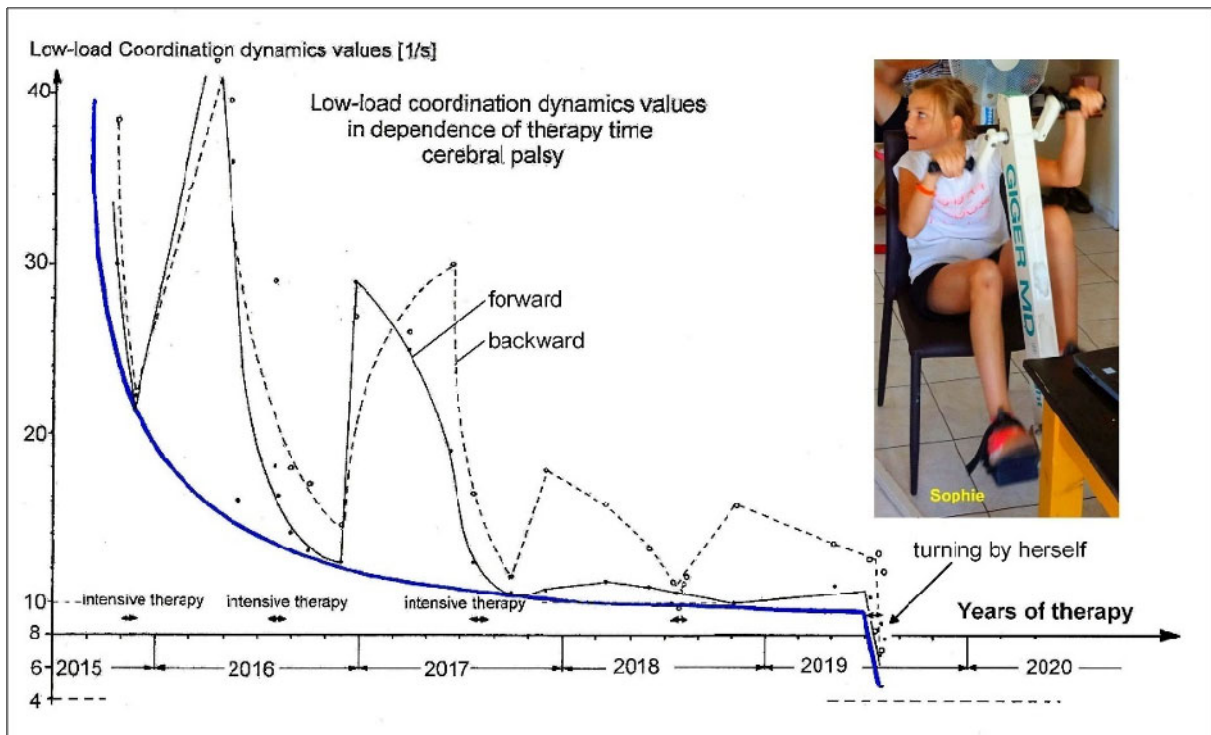 Low-load Coordination dynamics values [1/s]
40
Low-load coordination dynamics values
in dependence of therapy time
cerebral palsy
GIGER MD
30
forward
backward
20
Sophie
turning by herself
10
intensive therapy
intensive therapy
intensive therapy
Years of therapy
8
6
2015
2016
2017
2018
2019
2020
4